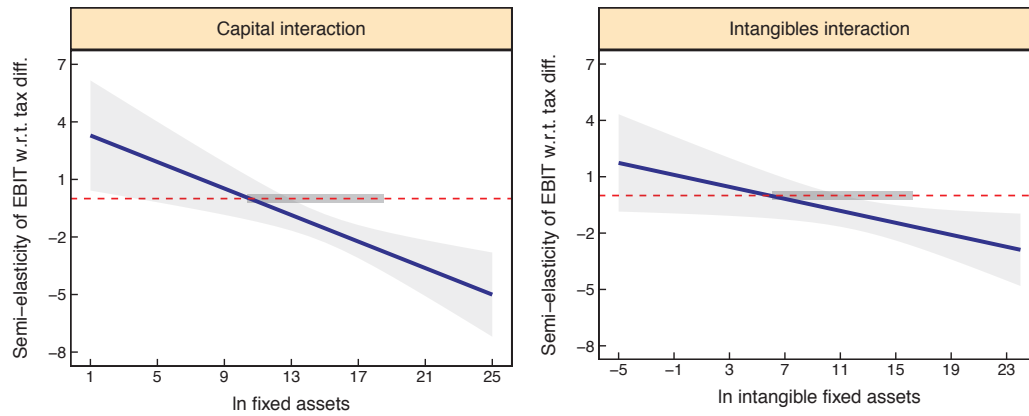 Capital interaction
Semi−elasticity of EBIT w.r.t. tax diff.
7
4
1
−2
−5
−8
1 5 9 13 17 21 25
ln fixed assets
Intangibles interaction
Semi−elasticity of EBIT w.r.t. tax diff.
7
4
1
−2
−5
−8
−5 −1 3 7 11 15 19 23
ln intangible fixed assets